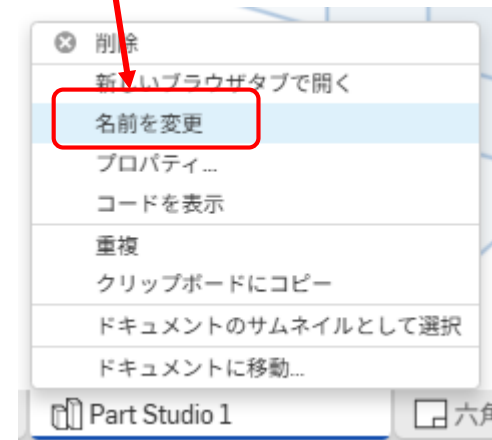 削除
新しいブラウザタブで開く
名前を変更
プロパティ...
コードを表示
重複
クリップボードにコピー
ドキュメントのサムネイルとして選択
ドキュメントに移動...
Part Studio 1
六角